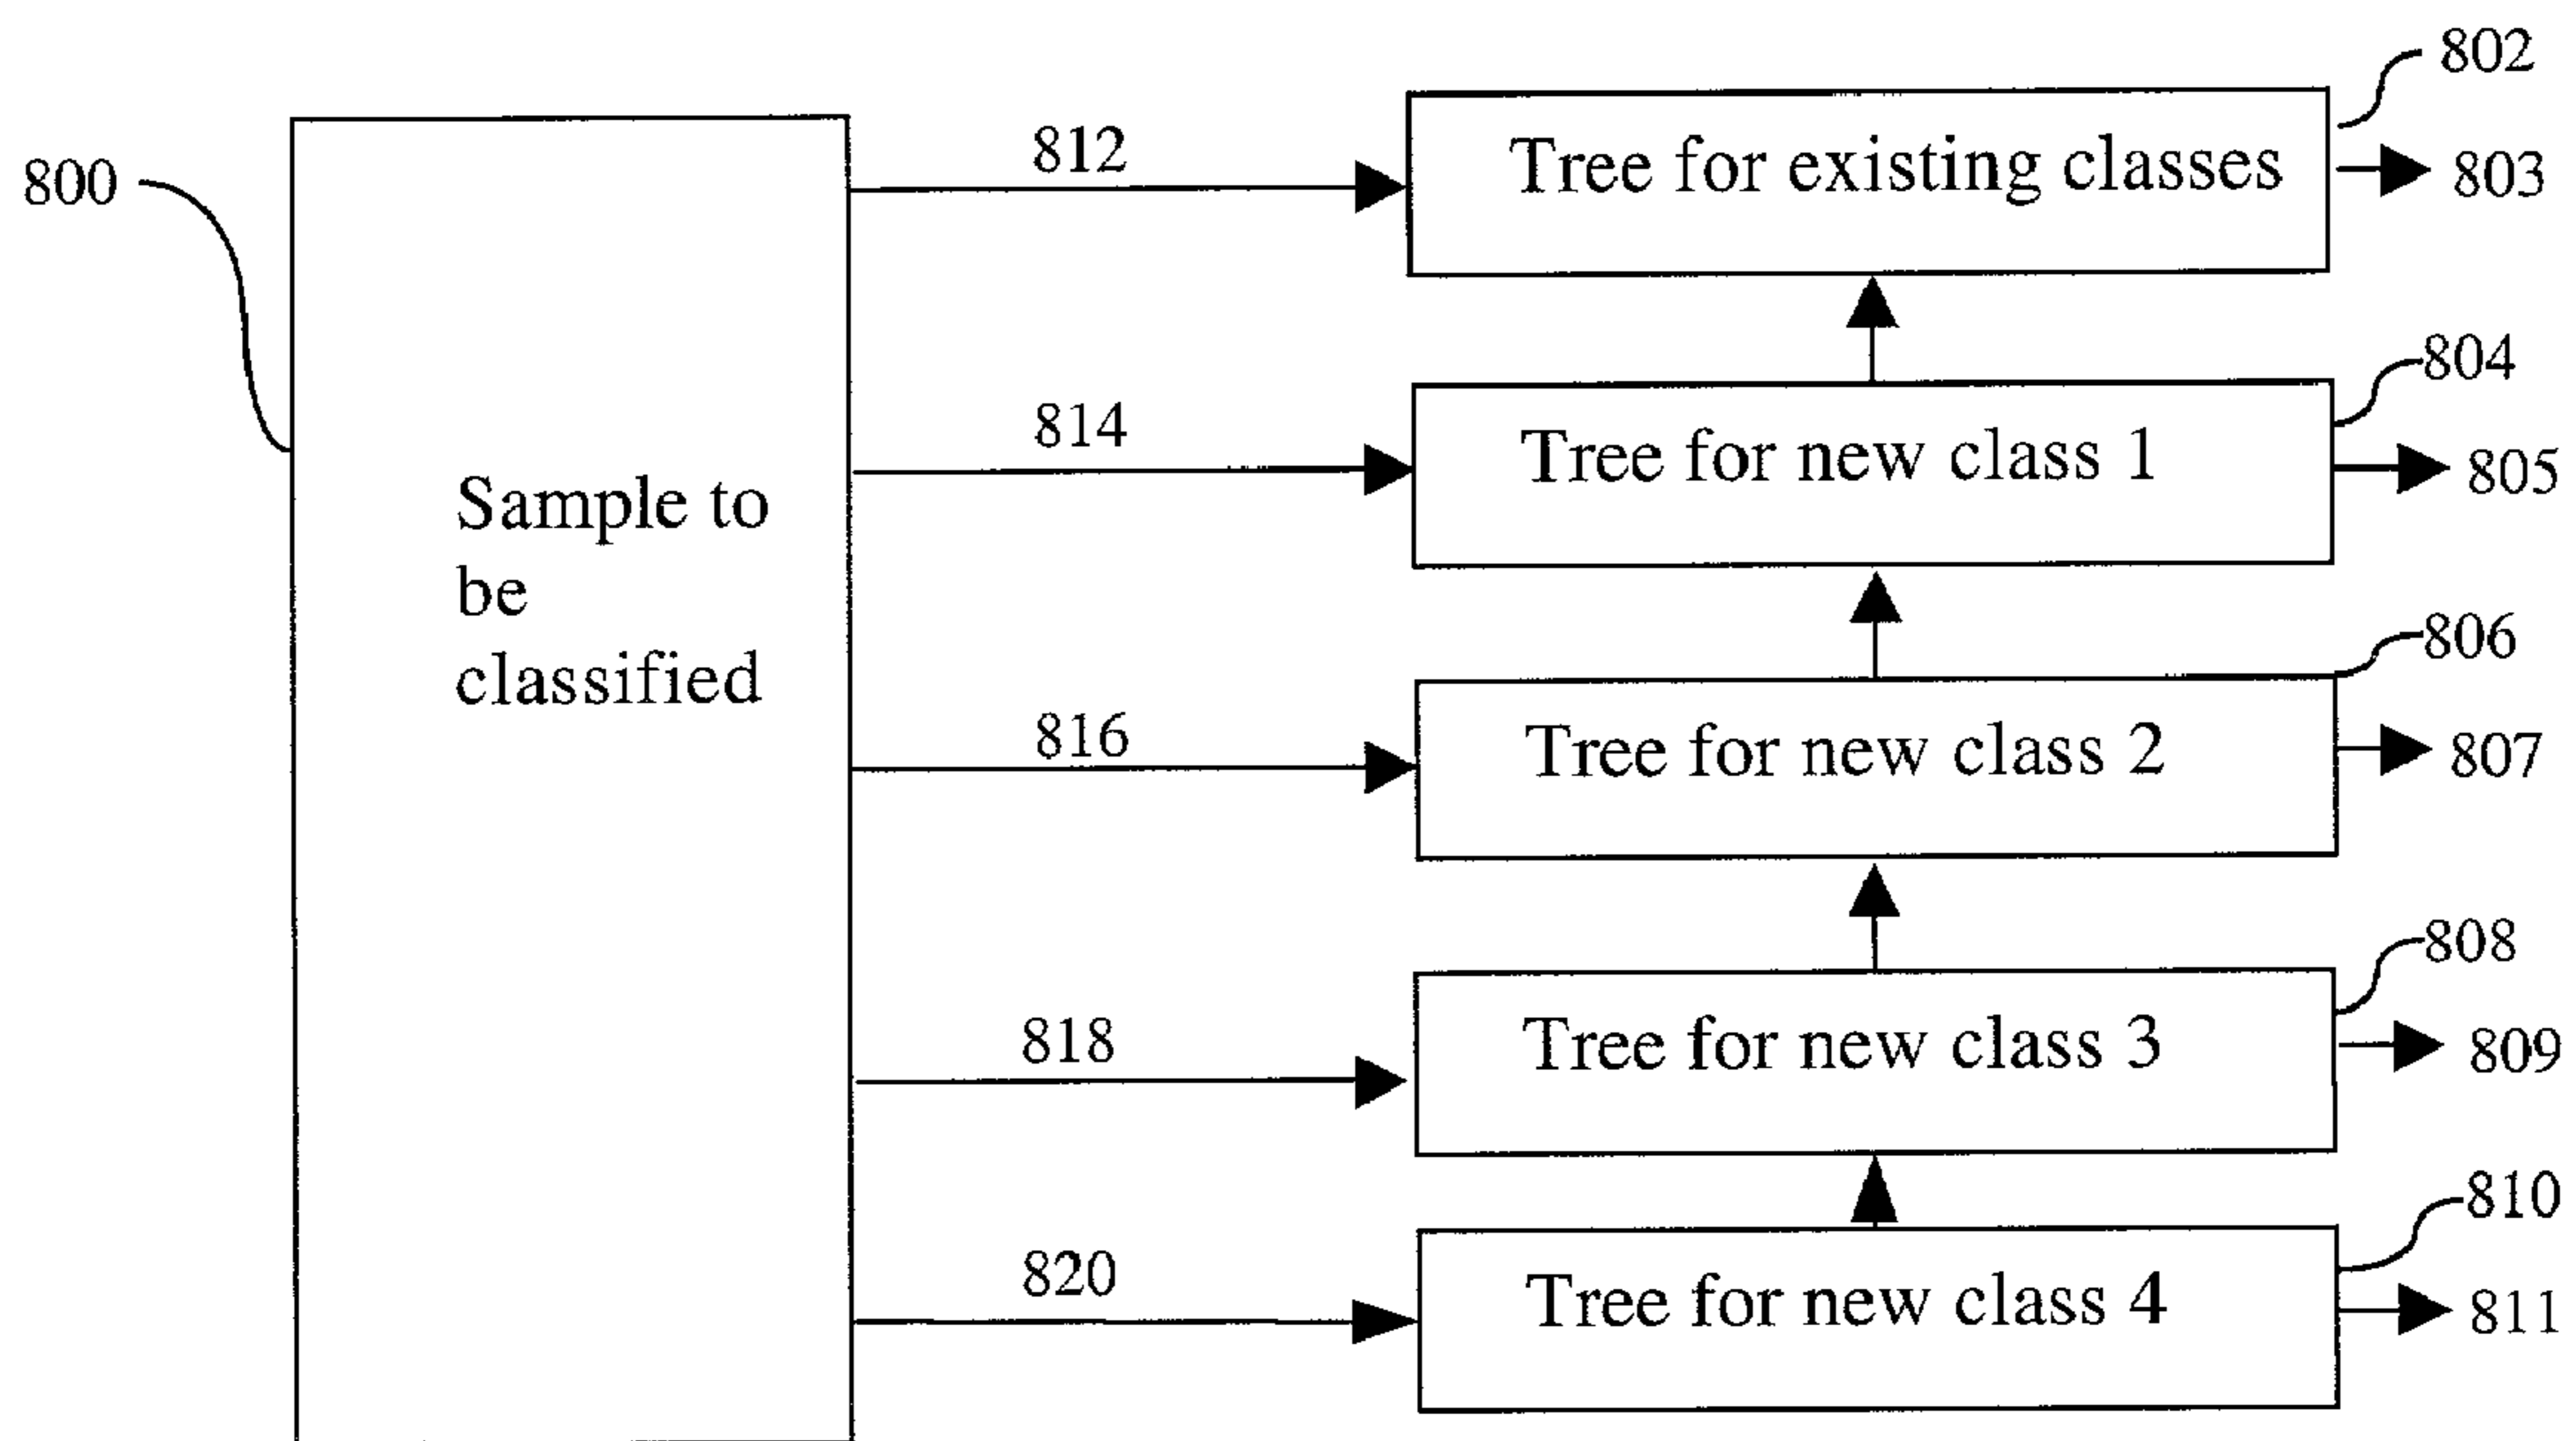 802
812
Tree for existing classes
803
800
804
814
Tree for new class 1
805
Sample to
be
classified
806
816
Tree for new class 2
807
808
818
Tree for new class 3
809
810
820
Tree for new class 4
811